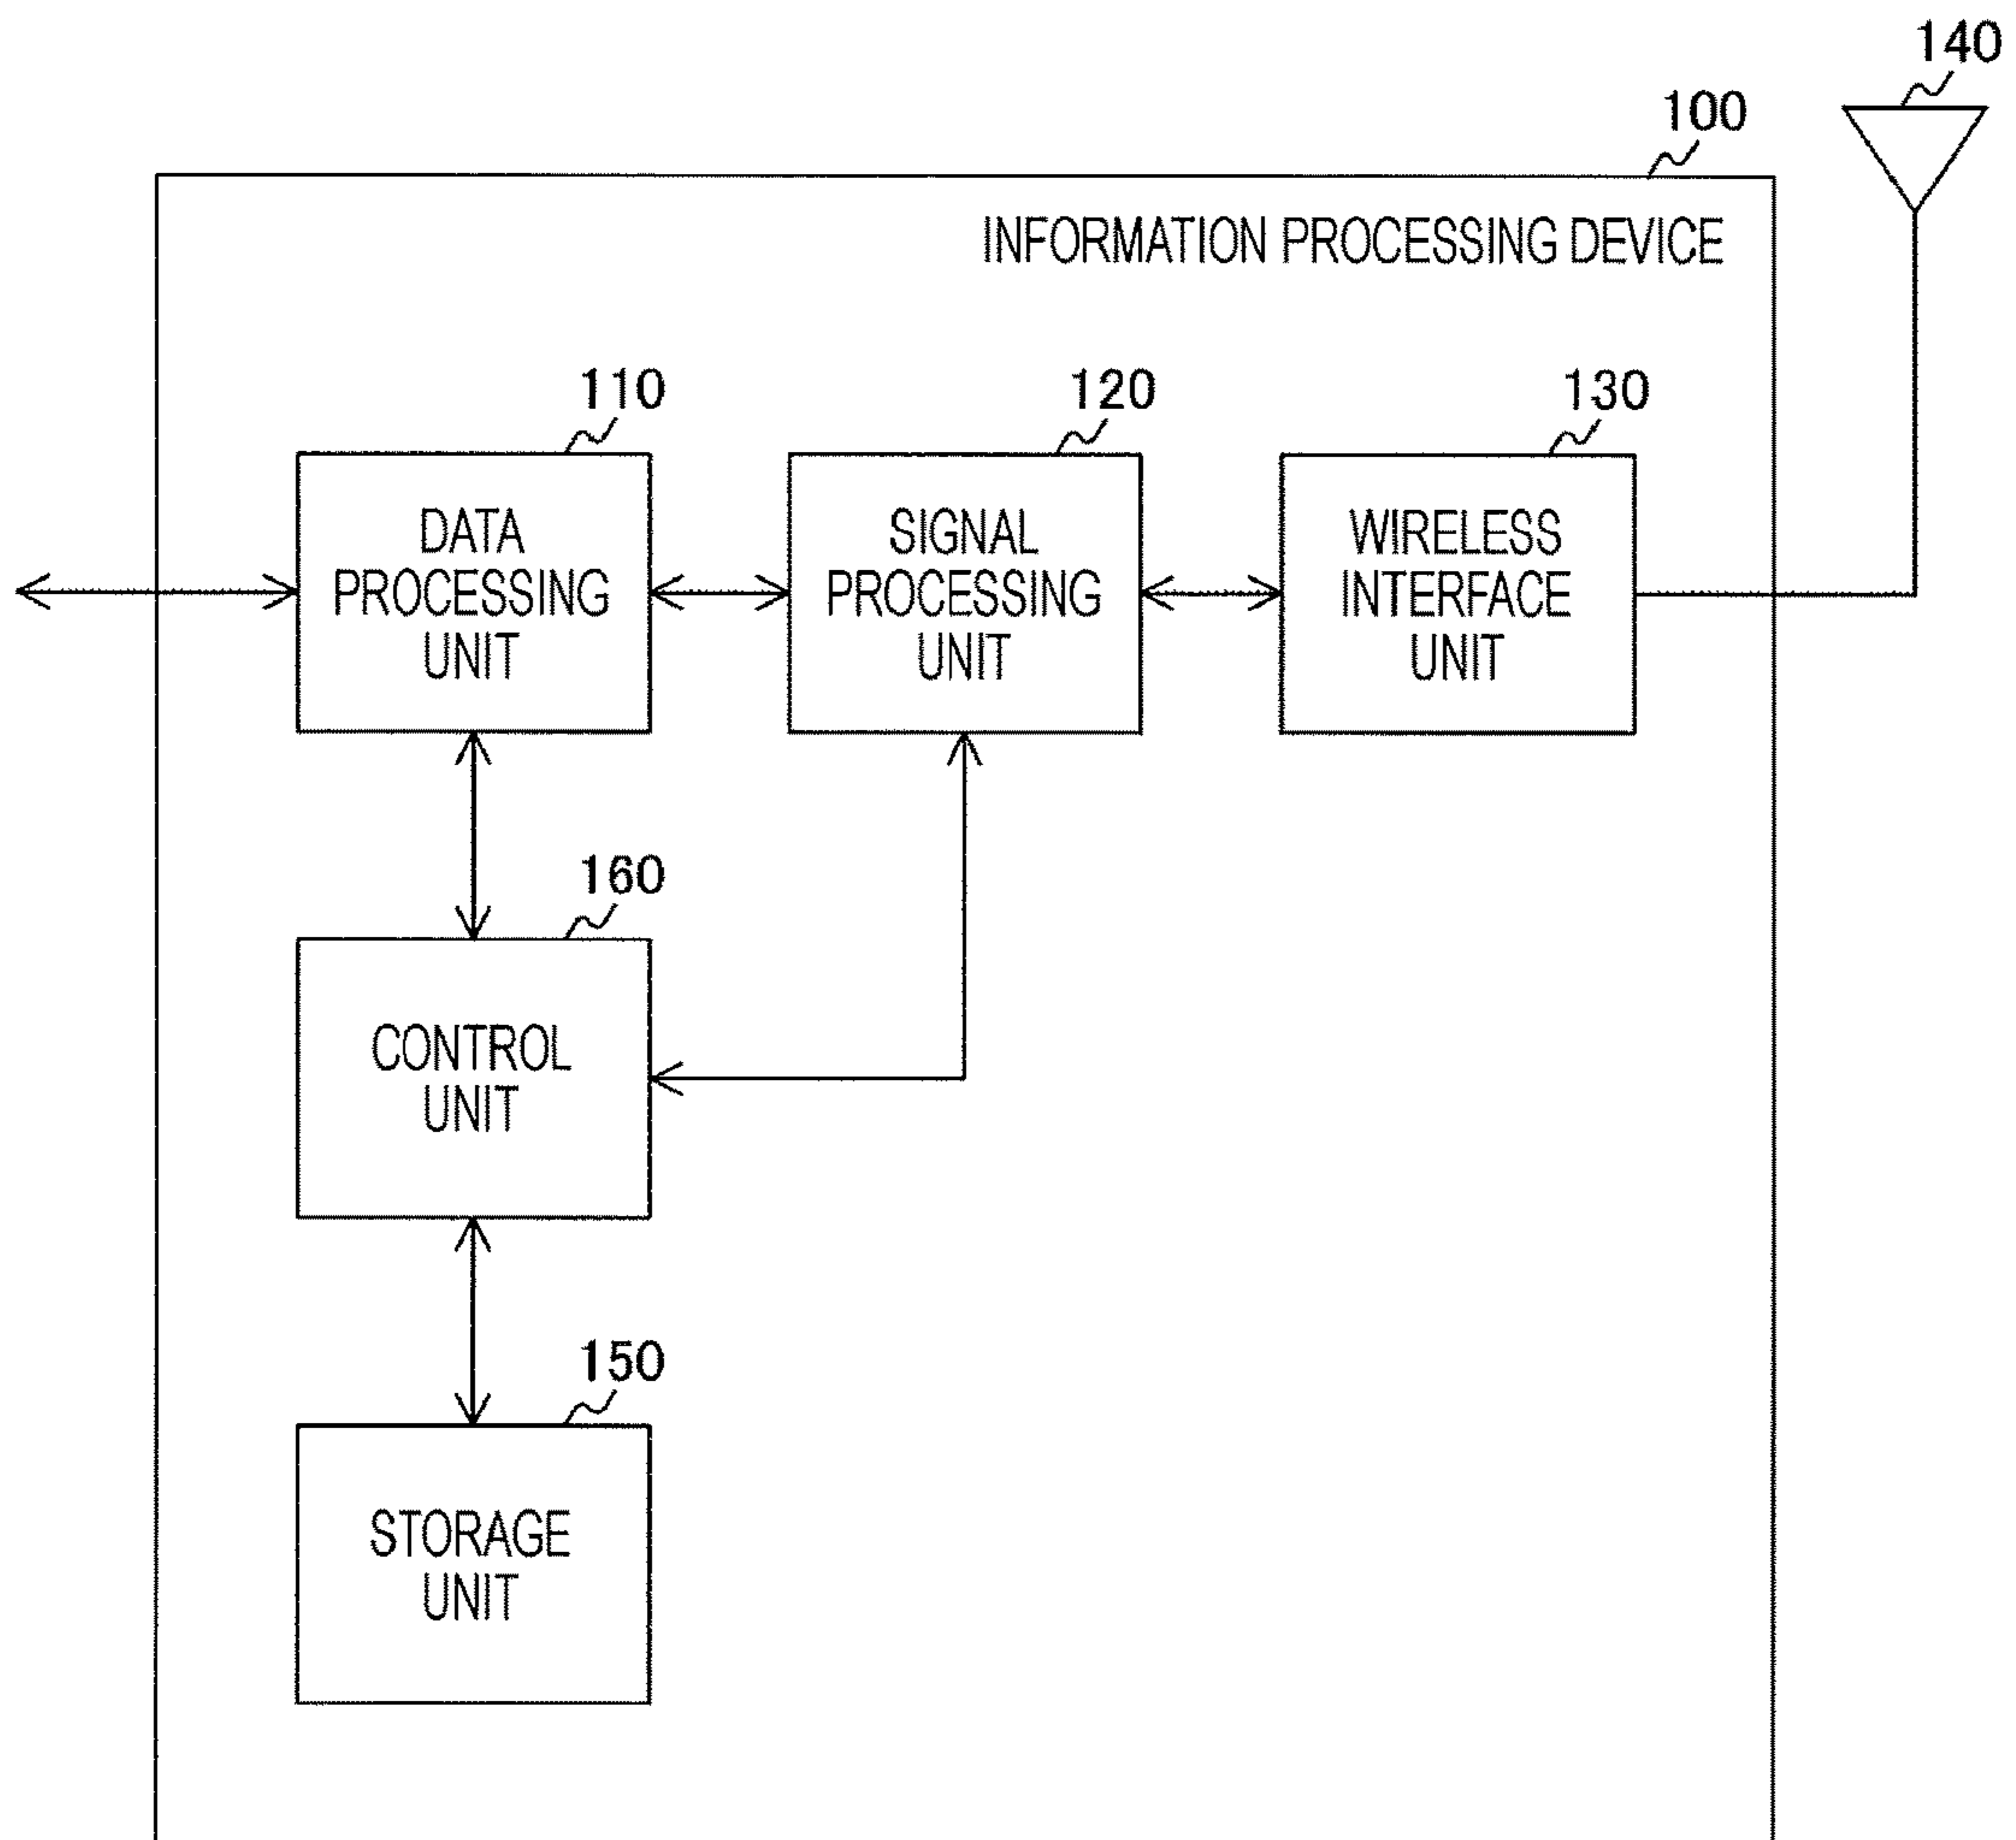 140
100
INFORMATION PROCESSING DEVICE
110
120
130
DATA
PROCESSING
UNIT
SIGNAL
PROCESSING
UNIT
WIRELESS
INTERFACE
UNIT
160
CONTROL
UNIT
150
STORAGE
UNIT